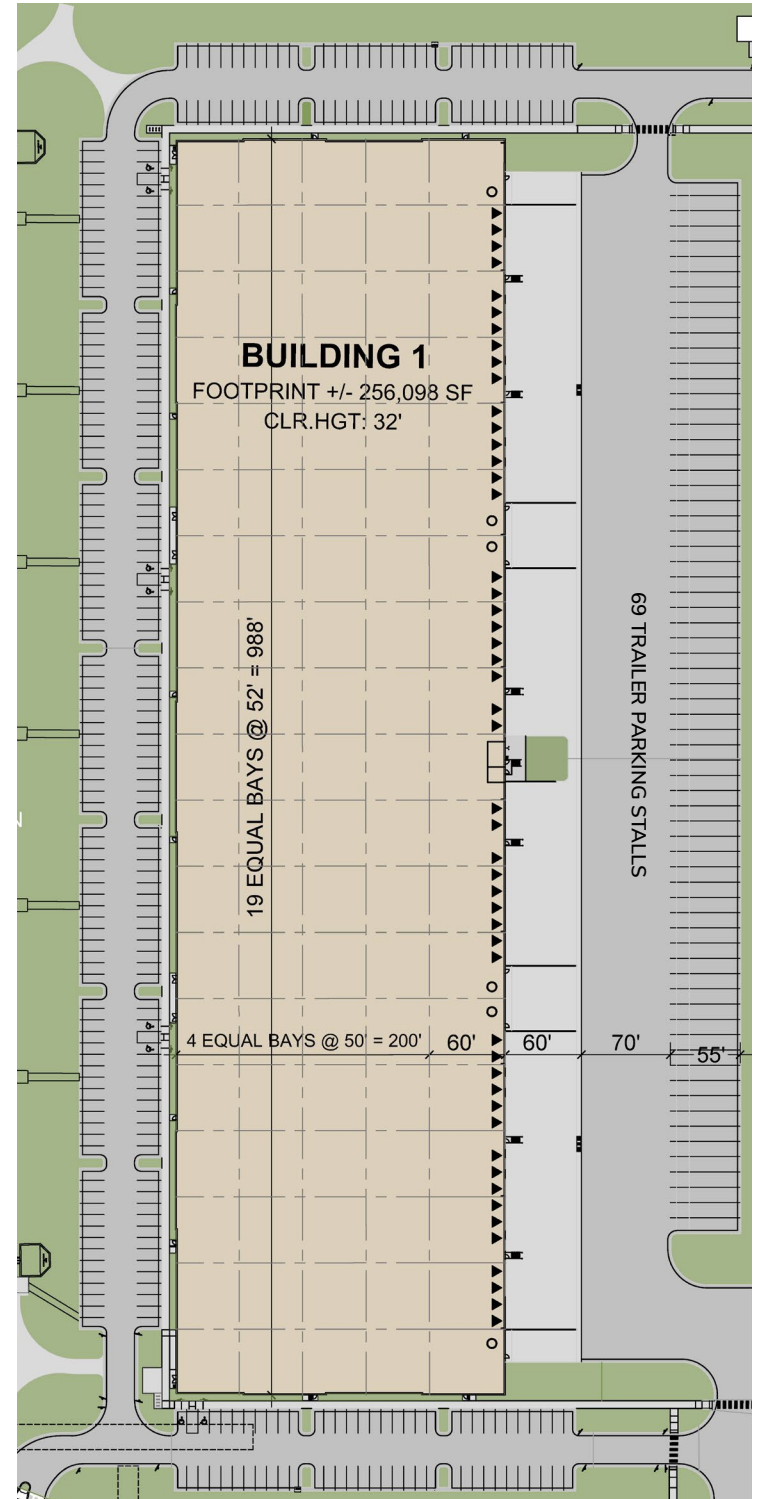 BUILDING 1
FOOTPRINT +/- 256,098 SF
CLR.HGT: 32'
69 TRAILER PARKING STALLS
19 EQUAL BAYS @ 52' = 988'
4 EQUAL BAYS @ 50' = 200'
60'
60'
70'
55'